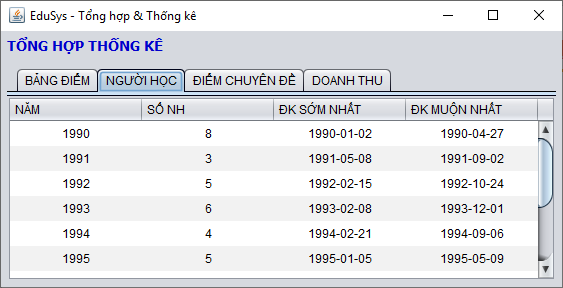 EduSys - Tổng hợp & Thống kê
TỔNG HỢP THỐNG KÊ
BẢNG ĐIỂM NGƯỜI HỌC ĐIỂM CHUYÊN ĐỀ DOANH THU
NĂM SỐ NH ĐK SỚM NHẤT ĐK MUỘN NHẤT
1990 8 1990-01-02 1990-04-27
1991 3 1991-05-08 1991-09-02
1992 5 1992-02-15 1992-10-24
1993 6 1993-02-08 1993-12-01
1994 4 1994-02-21 1994-09-06
1995 5 1995-01-05 1995-05-09